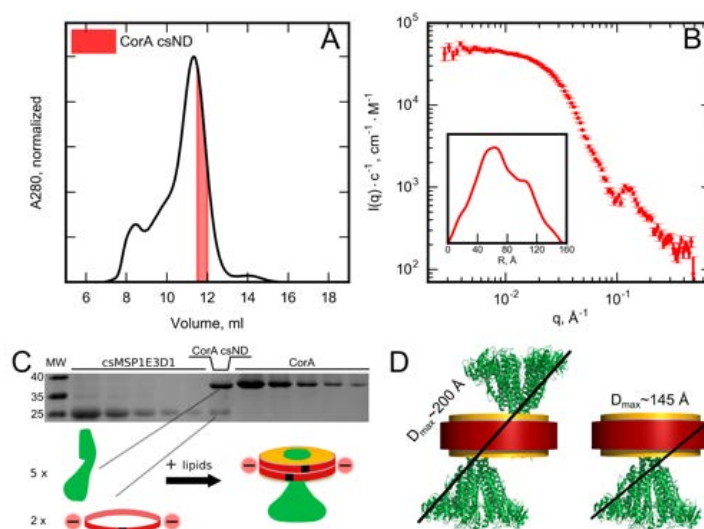 CorA csND
A
A280, normalized
6 8 10 12 14 16 18
Volume, ml
B
I(q) · c⁻¹, cm⁻¹ · M⁻¹
10⁵
10⁴
10³
10²
0 40 80 120 160
R, Å
10⁻² 10⁻¹
q, Å⁻¹
C
MW
csMSP1E3D1
CorA csND
CorA
40
35
25
5 x
+ lipids
2 x
D
Dmax~200 Å
Dmax~145 Å